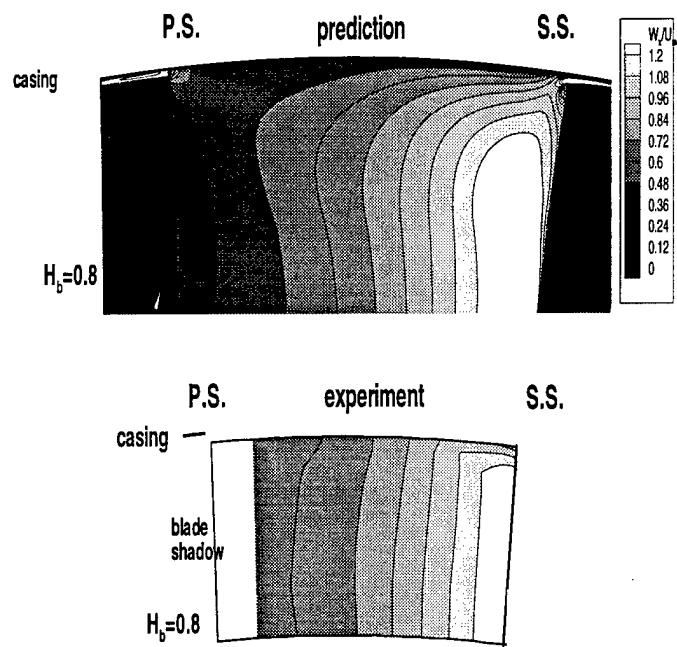 P.S. prediction S.S.
casing
H_b=0.8
1.2
1.08
0.96
0.84
0.72
0.6
0.48
0.36
0.24
0.12
0
P.S. experiment S.S.
casing
blade
shadow
H_b=0.8